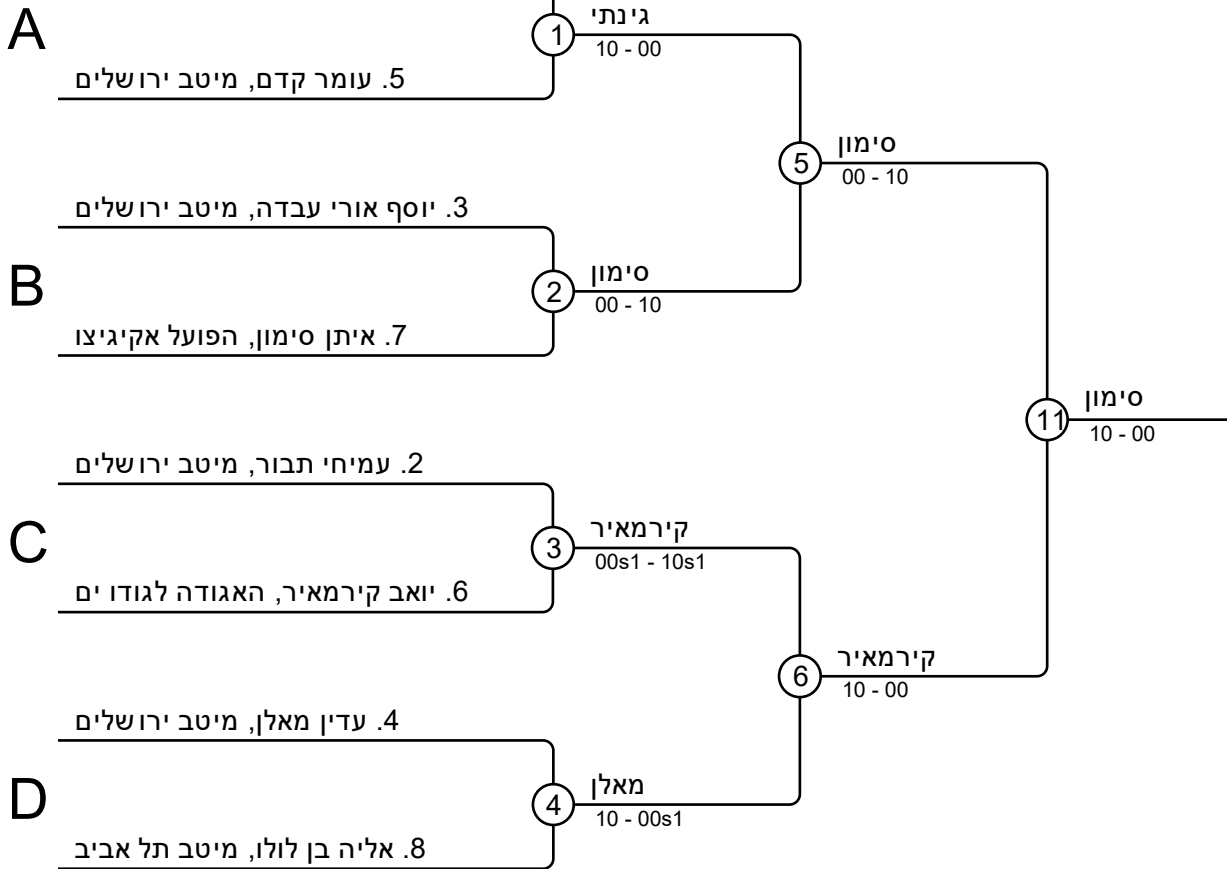 A
1
גינתי
10 - 00
5. עומר קדם, מיטב ירושלים
5
סימון
00 - 10
3. יוסף אורי עבדה, מיטב ירושלים
B
2
סימון
00 - 10
7. איתן סימון, הפועל אקיגיצו
11
סימון
10 - 00
2. עמיחי תבור, מיטב ירושלים
C
3
קירמאיר
00s1 - 10s1
6. יואב קירמאיר, האגודה לגודו ים
6
קירמאיר
10 - 00
4. עדין מאלן, מיטב ירושלים
D
4
מאלן
10 - 00s1
8. אליה בן לולו, מיטב תל אביב